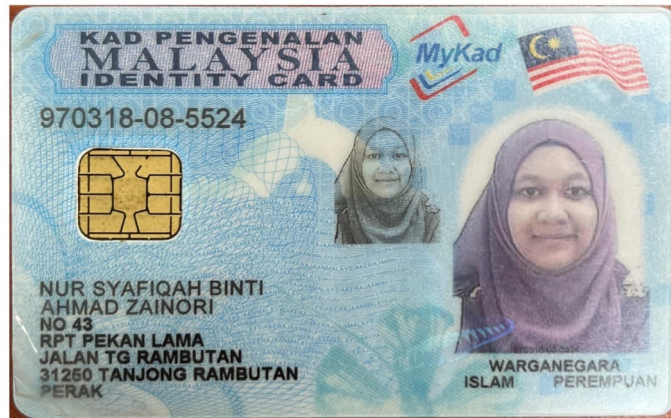 KAD PENGENALAN
MALAYSIA
IDENTITY CARD
MyKad
970318-08-5524
NUR SYAFIQAH BINTI
AHMAD ZAINORI
NO 43
RPT PEKAN LAMA
JALAN TG RAMBUTAN
31250 TANJONG RAMBUTAN
PERAK
WARGANEGARA
ISLAM PEREMPUAN